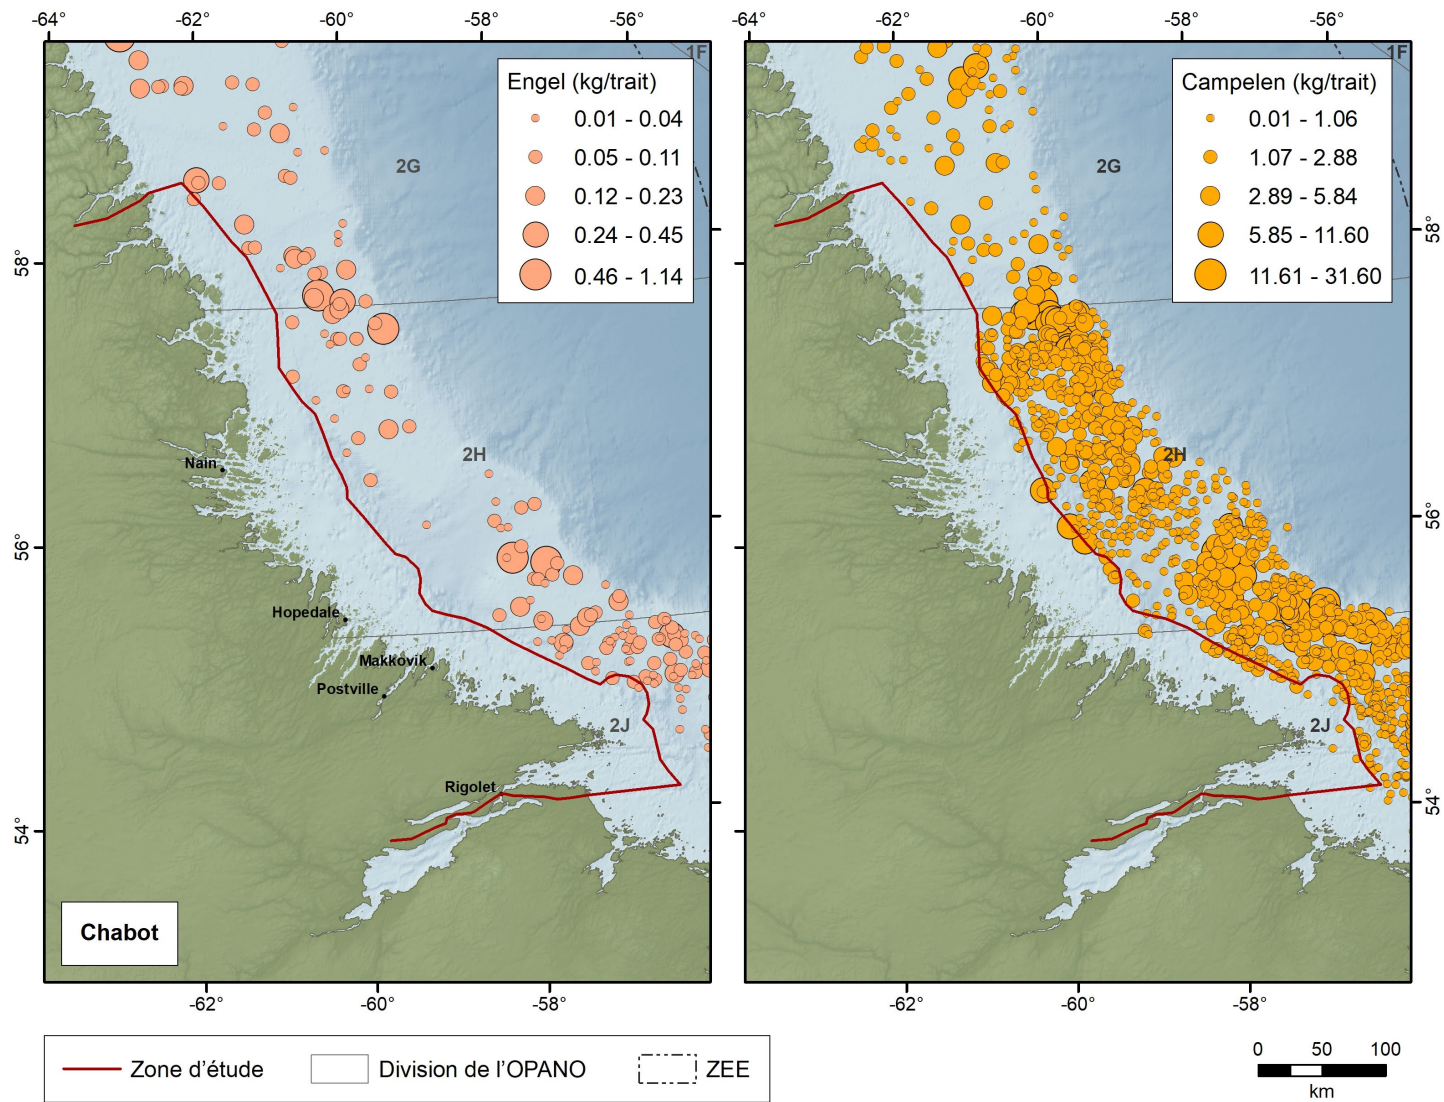 -64° -62° -60° -58° -56° -64° -62° -60° -58° -56°
1F
Engel (kg/trait)
0.01 - 0.04
0.05 - 0.11
0.12 - 0.23
0.24 - 0.45
0.46 - 1.14
2G
58°
2H
Nain
56°
Hopedale
Makkovik
Postville
2J
Rigolet
54°
Chabot
-62° -60° -58°
1F
Campelen (kg/trait)
0.01 - 1.06
1.07 - 2.88
2.89 - 5.84
5.85 - 11.60
11.61 - 31.60
2G
58°
2H
56°
2J
54°
-62° -60° -58°
Zone d’étude Division de l’OPANO ZEE
0 50 100
km